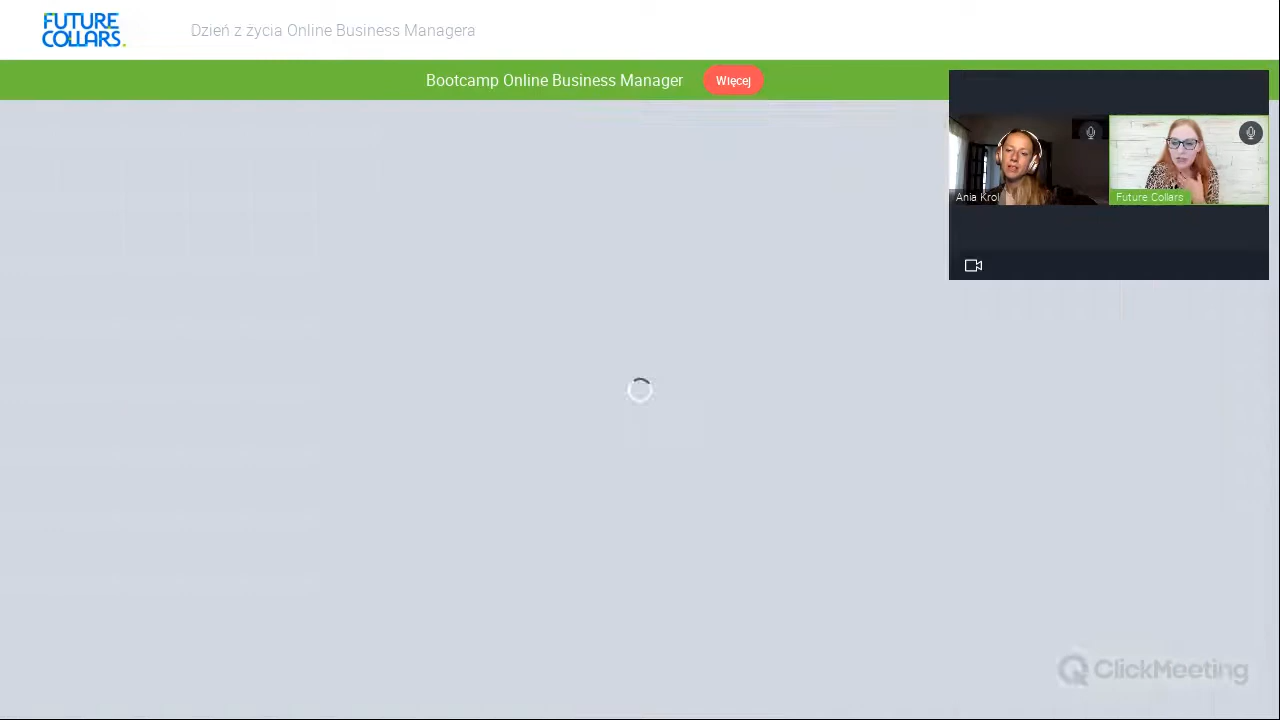 FUTURE
COLLARS.
Dzień z życia Online Business Managera
Bootcamp Online Business Manager
Więcej
Ania Krol
Future Collars
ClickMeeting